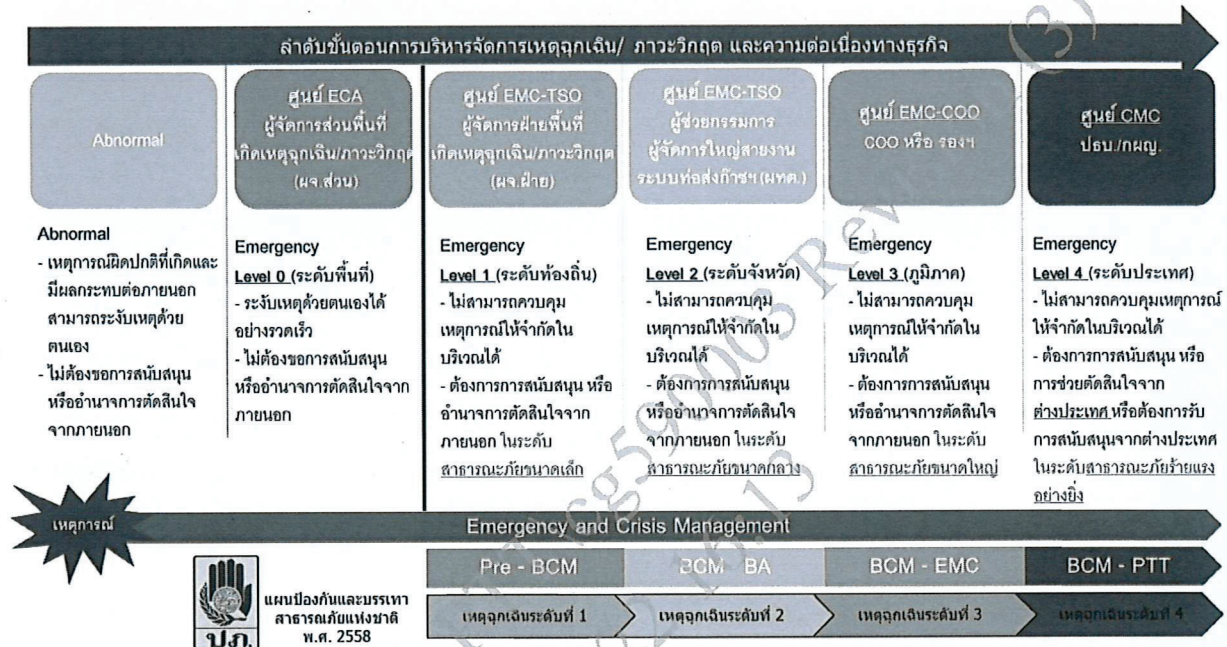 ลำดับขั้นตอนการบริหารจัดการเหตุฉุกเฉิน/ ภาวะวิกฤต และความต่อเนื่องทางธุรกิจ
Abnormal
ศูนย์ ECA
ผู้จัดการส่วนพื้นที่
เกิดเหตุฉุกเฉิน/ภาวะวิกฤต
(ผจ.ส่วน)
ศูนย์ EMC-TSO
ผู้จัดการฝ่ายพื้นที่
เกิดเหตุฉุกเฉิน/ภาวะวิกฤต
(ผจ.ฝ่าย)
ศูนย์ EMC-TSO
ผู้ช่วยกรรมการ
ผู้จัดการใหญ่สายงาน
ระบบท่อส่งก๊าซฯ(ผทต.)
ศูนย์ EMC-COO
COO หรือ รองฯ
ศูนย์ CMC
ปธบ./กผญ.
Abnormal
- เหตุการณ์ผิดปกติที่เกิดและ
มีผลกระทบต่อภายนอก
สามารถระงับเหตุด้วย
ตนเอง
- ไม่ต้องขอการสนับสนุน
หรืออำนาจการตัดสินใจ
จากภายนอก
Emergency
Level 0 (ระดับพื้นที่)
- ระงับเหตุด้วยตนเองได้
อย่างรวดเร็ว
- ไม่ต้องขอการสนับสนุน
หรืออำนาจการตัดสินใจจาก
ภายนอก
Emergency
Level 1 (ระดับท้องถิ่น)
- ไม่สามารถควบคุม
เหตุการณ์ให้จำกัดใน
บริเวณได้
- ต้องการการสนับสนุน หรือ
อำนาจการตัดสินใจจาก
ภายนอก ในระดับ
สาธารณะภัยขนาดเล็ก
Emergency
Level 2 (ระดับจังหวัด)
- ไม่สามารถควบคุม
เหตุการณ์ให้จำกัดใน
บริเวณได้
- ต้องการการสนับสนุน
หรืออำนาจการตัดสินใจ
จากภายนอก ในระดับ
สาธารณะภัยขนาดกลาง
Emergency
Level 3 (ภูมิภาค)
- ไม่สามารถควบคุม
เหตุการณ์ให้จำกัดใน
บริเวณได้
- ต้องการการสนับสนุน
หรืออำนาจการตัดสินใจ
จากภายนอก ในระดับ
สาธารณะภัยขนาดใหญ่
Emergency
Level 4 (ระดับประเทศ)
- ไม่สามารถควบคุมเหตุการณ์
ให้จำกัดในบริเวณได้
- ต้องการการสนับสนุน หรือ
การช่วยตัดสินใจจาก
ต่างประเทศ หรือต้องการรับ
การสนับสนุนจากต่างประเทศ
ในระดับสาธารณะภัยร้ายแรง
อย่างยิ่ง
เหตุการณ์
Emergency and Crisis Management
Pre - BCM
BCM - BA
BCM - EMC
BCM - PTT
ปภ.
แผนป้องกันและบรรเทา
สาธารณภัยแห่งชาติ
พ.ศ. 2558
เหตุฉุกเฉินระดับที่ 1
เหตุฉุกเฉินระดับที่ 2
เหตุฉุกเฉินระดับที่ 3
เหตุฉุกเฉินระดับที่ 4